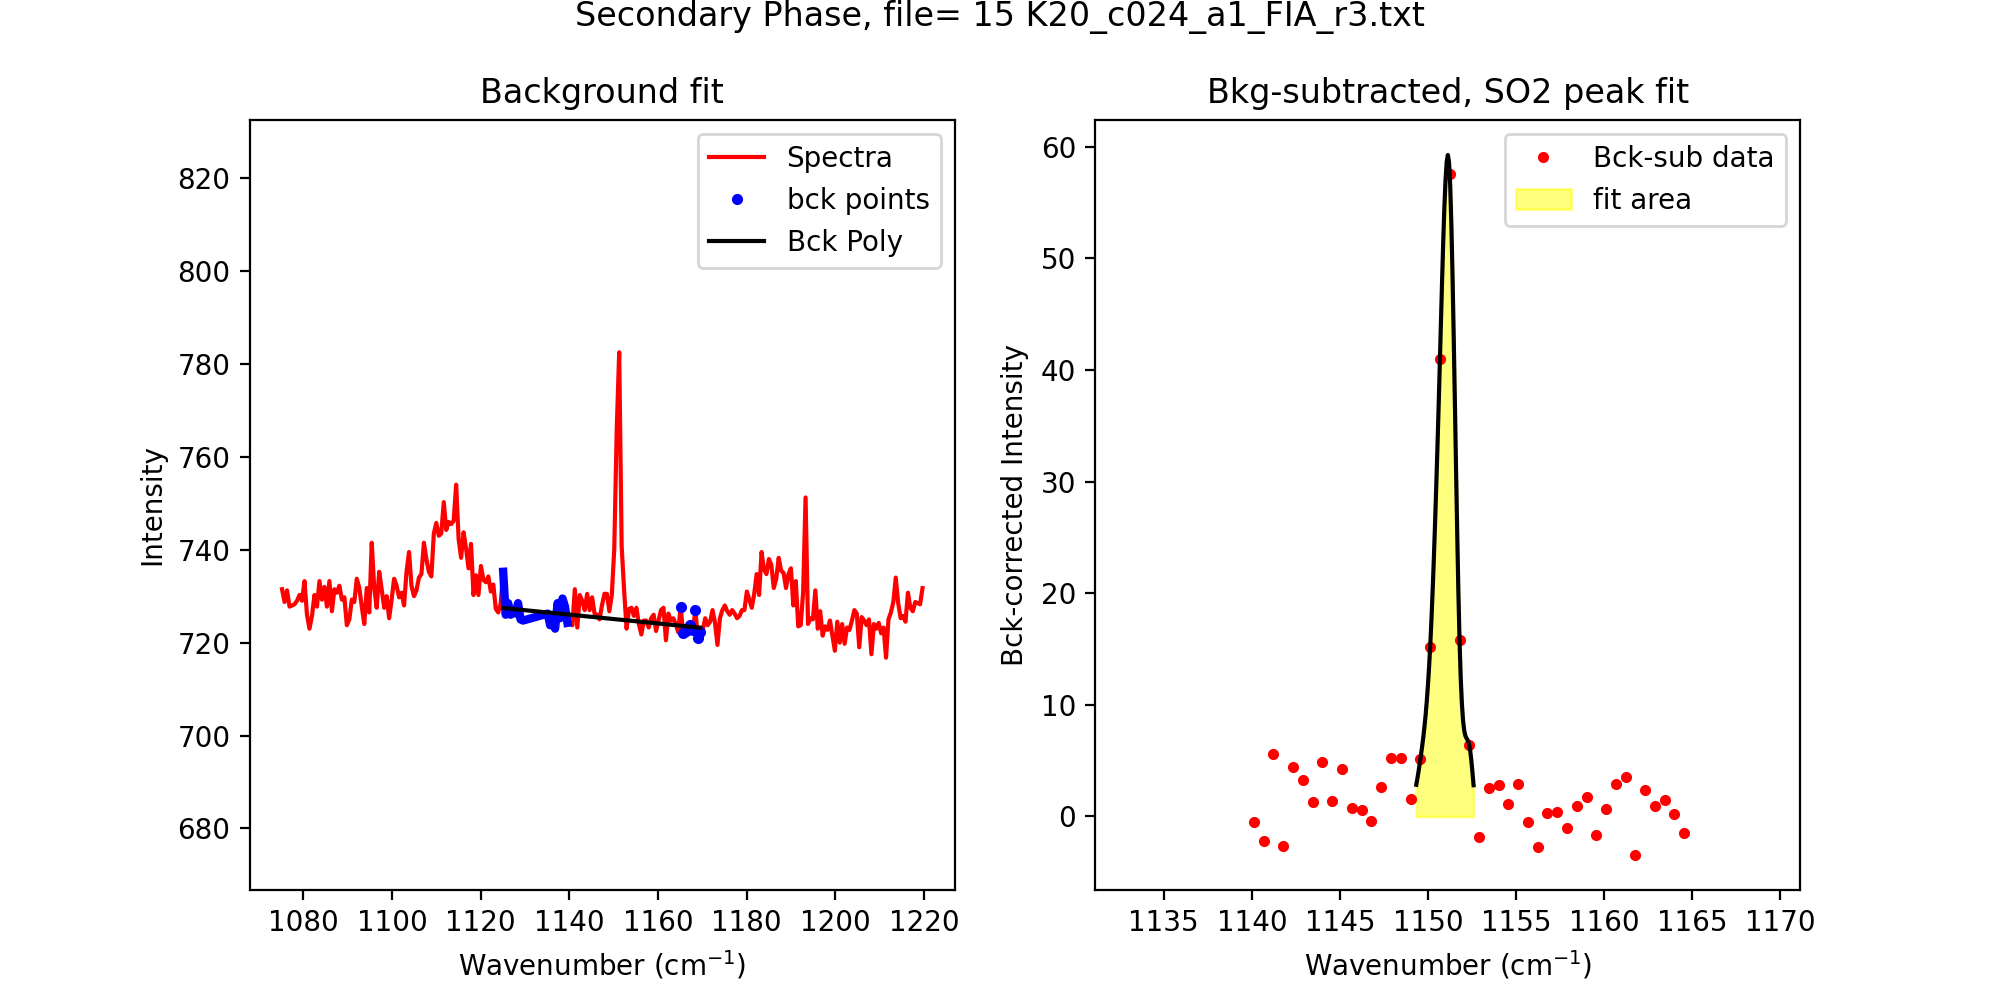 Secondary Phase, file= 15 K20_c024_a1_FIA_r3.txt
Background fit
Spectra
bck points
Bck Poly
820
800
780
760
740
720
700
680
Intensity
1080 1100 1120 1140 1160 1180 1200 1220
Wavenumber (cm⁻¹)
Bkg-subtracted, SO2 peak fit
Bck-sub data
fit area
60
50
40
30
20
10
0
Bck-corrected Intensity
1135 1140 1145 1150 1155 1160 1165 1170
Wavenumber (cm⁻¹)